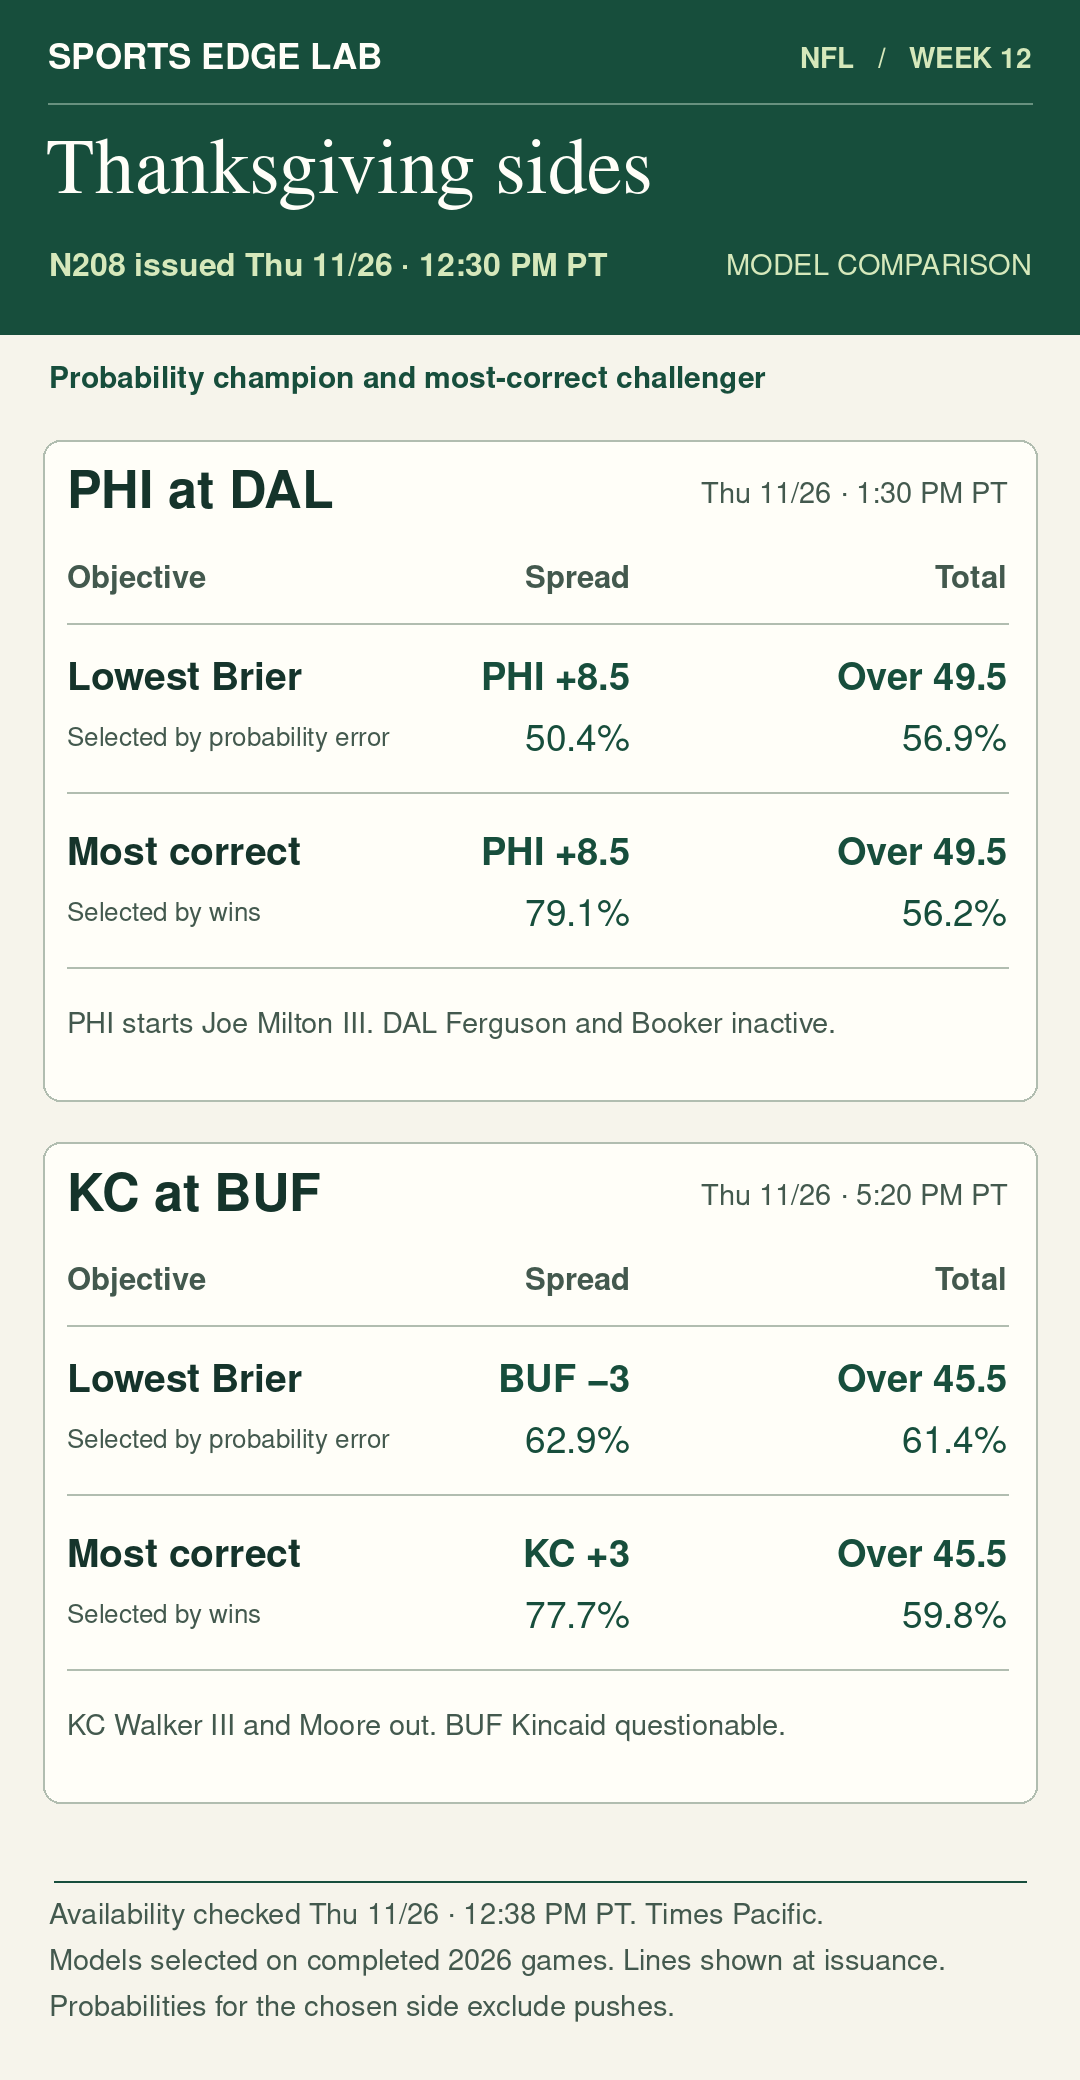 SPORTS EDGE LAB NFL / WEEK 12
Thanksgiving sides
N208 issued Thu 11/26 · 12:30 PM PT MODEL COMPARISON
Probability champion and most-correct challenger
PHI at DAL Thu 11/26 · 1:30 PM PT
Objective Spread Total
Lowest Brier PHI +8.5 Over 49.5
Selected by probability error 50.4% 56.9%
Most correct PHI +8.5 Over 49.5
Selected by wins 79.1% 56.2%
PHI starts Joe Milton III. DAL Ferguson and Booker inactive.
KC at BUF Thu 11/26 · 5:20 PM PT
Objective Spread Total
Lowest Brier BUF −3 Over 45.5
Selected by probability error 62.9% 61.4%
Most correct KC +3 Over 45.5
Selected by wins 77.7% 59.8%
KC Walker III and Moore out. BUF Kincaid questionable.
Availability checked Thu 11/26 · 12:38 PM PT. Times Pacific.
Models selected on completed 2026 games. Lines shown at issuance.
Probabilities for the chosen side exclude pushes.